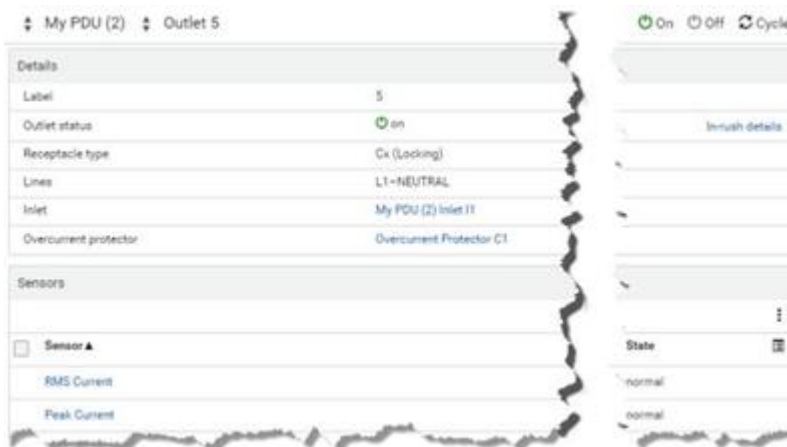 My PDU (2) Outlet 5 On Off Cycle
Details
Label 5
Outlet status on In-rush details
Receptacle type Cx (Locking)
Lines L1-NEUTRAL
Inlet My PDU (2) Inlet I1
Overcurrent protector Overcurrent Protector C1
Sensors
Sensor▲ State
RMS Current normal
Peak Current normal